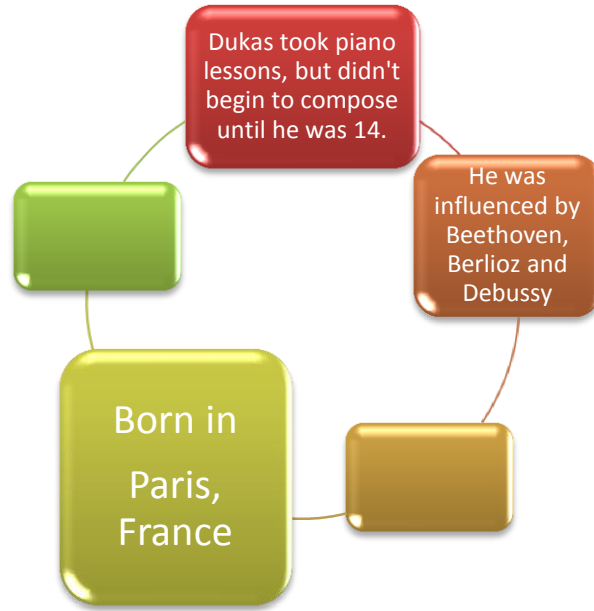 Dukas took piano
lessons, but didn't
begin to compose
until he was 14.
He was
influenced by
Beethoven,
Berlioz and
Debussy
Born in
Paris,
France